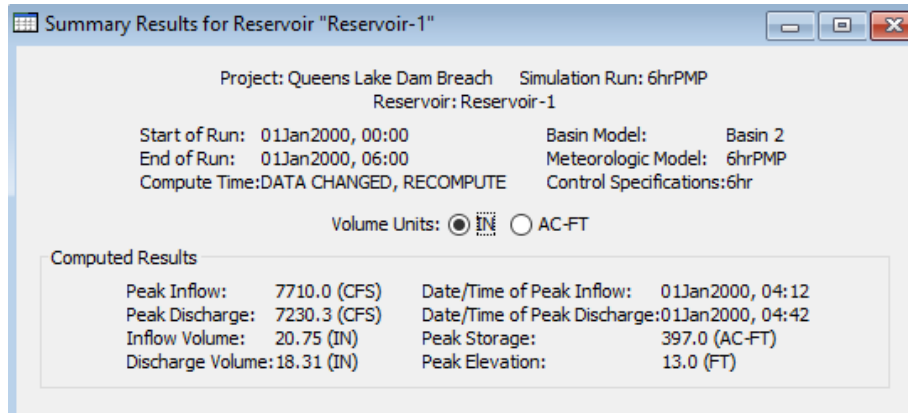 Summary Results for Reservoir "Reservoir-1"
Project: Queens Lake Dam Breach Simulation Run: 6hrPMP
Reservoir: Reservoir-1
Start of Run: 01Jan2000, 00:00 Basin Model: Basin 2
End of Run: 01Jan2000, 06:00 Meteorologic Model: 6hrPMP
Compute Time:DATA CHANGED, RECOMPUTE Control Specifications:6hr
Volume Units: IN AC-FT
Computed Results
Peak Inflow: 7710.0 (CFS) Date/Time of Peak Inflow: 01Jan2000, 04:12
Peak Discharge: 7230.3 (CFS) Date/Time of Peak Discharge:01Jan2000, 04:42
Inflow Volume: 20.75 (IN) Peak Storage: 397.0 (AC-FT)
Discharge Volume:18.31 (IN) Peak Elevation: 13.0 (FT)